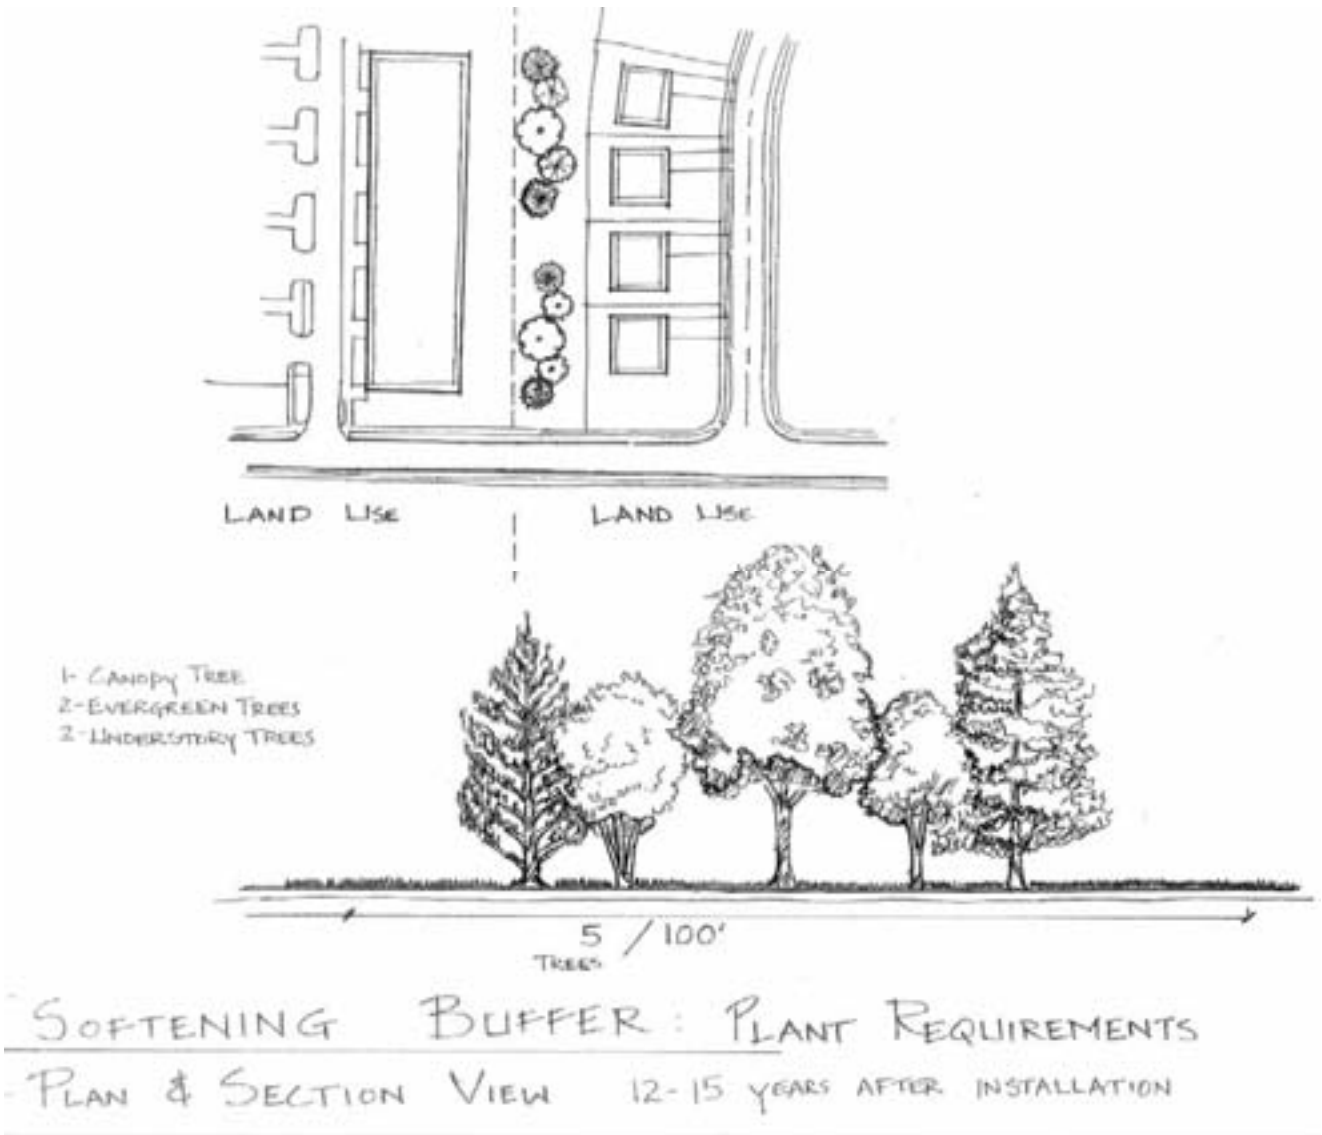 LAND USE LAND USE
1- CANOPY TREE
2- EVERGREEN TREES
2- UNDERSTORY TREES
5 / 100'
TREES
SOFTENING BUFFER: PLANT REQUIREMENTS
- PLAN & SECTION VIEW 12-15 YEARS AFTER INSTALLATION